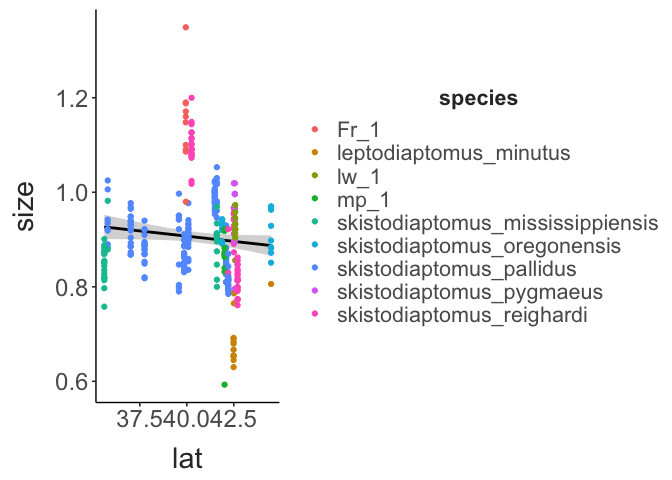 size
1.2
1.0
0.8
0.6
37.540.042.5
lat
species
Fr_1
leptodiaptomus_minutus
lw_1
mp_1
skistodiaptomus_mississippiensis
skistodiaptomus_oregonensis
skistodiaptomus_pallidus
skistodiaptomus_pygmaeus
skistodiaptomus_reighardi